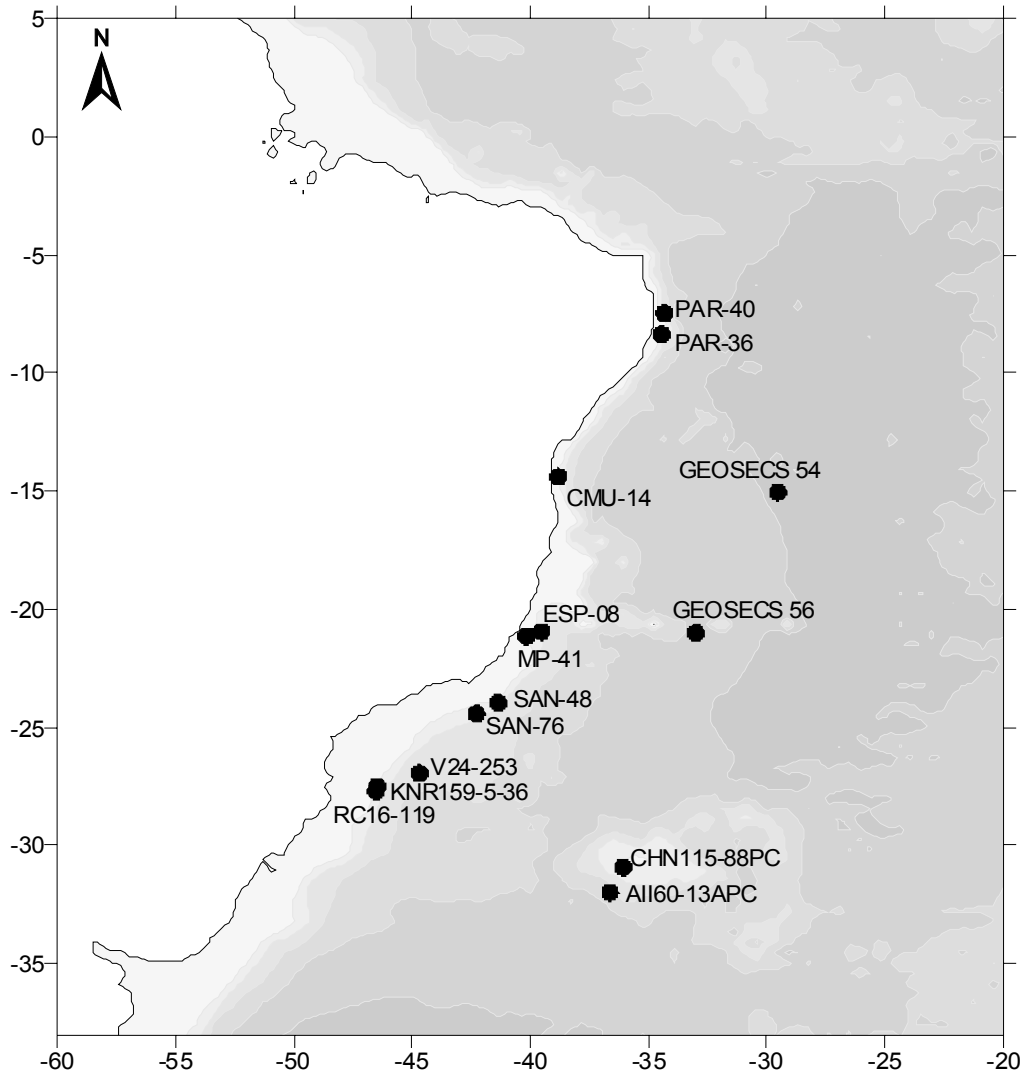 5
N
0
-5
PAR-40
PAR-36
-10
GEOSECS 54
-15
CMU-14
GEOSECS 56
-20
ESP-08
MP-41
SAN-48
-25
SAN-76
V24-253
KNR159-5-36
RC16-119
-30
CHN115-88PC
AII60-13APC
-35
-60 -55 -50 -45 -40 -35 -30 -25 -20